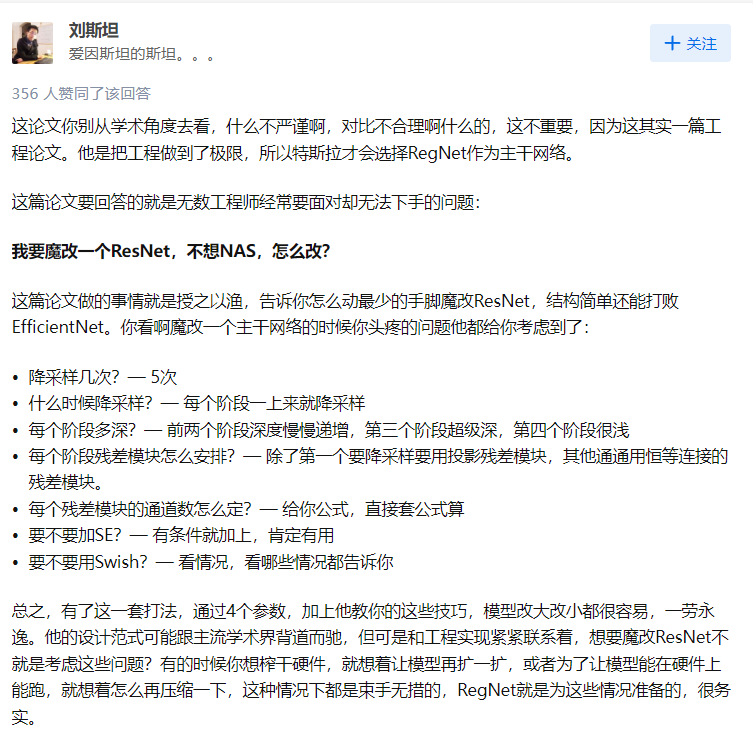 刘斯坦
爱因斯坦的斯坦。。。
+ 关注
356 人赞同了该回答
这论文你别从学术角度去看，什么不严谨啊，对比不合理啊什么的，这不重要，因为这其实一篇工
程论文。他是把工程做到了极限，所以特斯拉才会选择RegNet作为主干网络。
这篇论文要回答的就是无数工程师经常要面对却无法下手的问题：
我要魔改一个ResNet，不想NAS，怎么改？
这篇论文做的事情就是授之以渔，告诉你怎么动最少的手脚魔改ResNet，结构简单还能打败
EfficientNet。你看啊魔改一个主干网络的时候你头疼的问题他都给你考虑到了：
• 降采样几次？— 5次
• 什么时候降采样？— 每个阶段一上来就降采样
• 每个阶段多深？— 前两个阶段深度慢慢递增，第三个阶段超级深，第四个阶段很浅
• 每个阶段残差模块怎么安排？— 除了第一个要降采样要用投影残差模块，其他通通用恒等连接的
残差模块。
• 每个残差模块的通道数怎么定？— 给你公式，直接套公式算
• 要不要加SE？— 有条件就加上，肯定有用
• 要不要用Swish？— 看情况，看哪些情况都告诉你
总之，有了这一套打法，通过4个参数，加上他教你的这些技巧，模型改大改小都很容易，一劳永
逸。他的设计范式可能跟主流学术界背道而驰，但可是和工程实现紧紧联系着，想要魔改ResNet不
就是考虑这些问题？有的时候你想榨干硬件，就想着让模型再扩一扩，或者为了让模型能在硬件上
能跑，就想着怎么再压缩一下，这种情况下都是束手无措的，RegNet就是为这些情况准备的，很务
实。